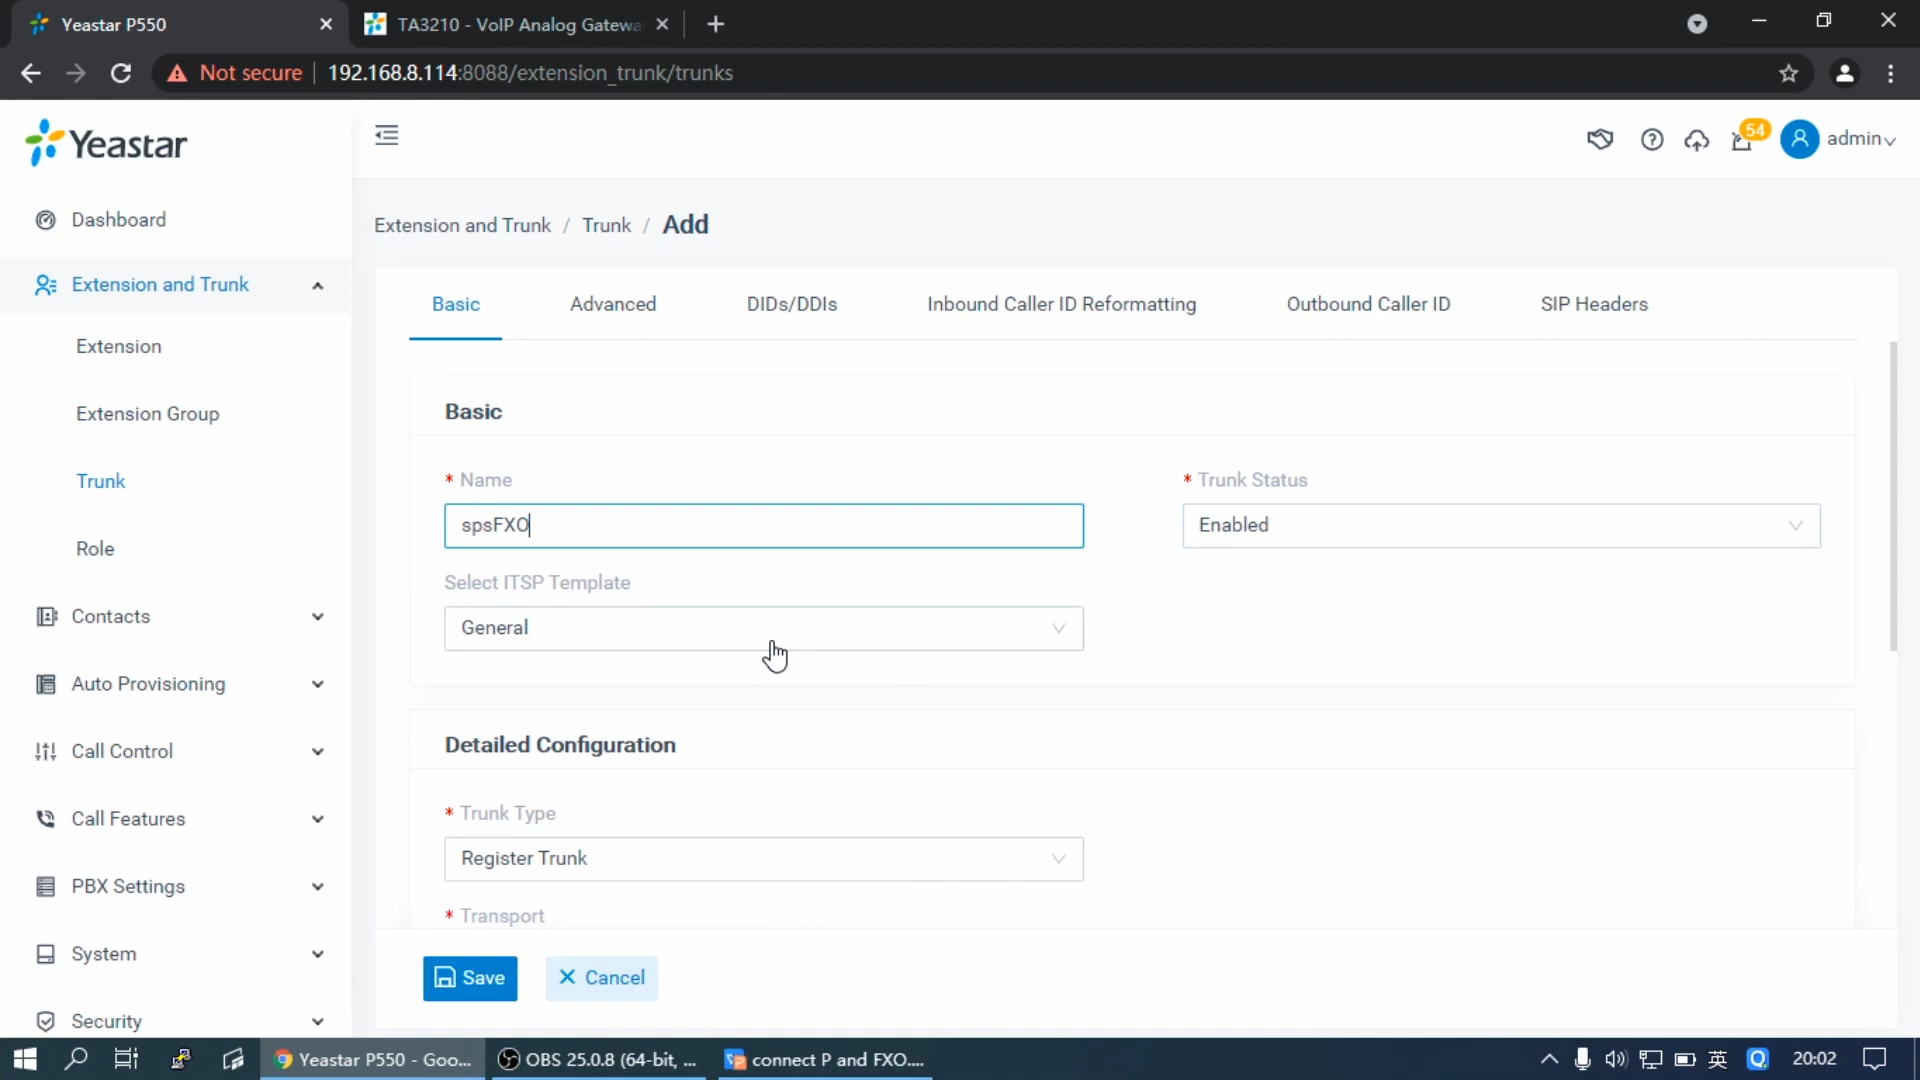 Yeastar P550
TA3210 - VoIP Analog Gatewa
Not secure
192.168.8.114:8088/extension_trunk/trunks
Yeastar
54
admin
Dashboard
Extension and Trunk
Extension
Extension Group
Trunk
Role
Contacts
Auto Provisioning
Call Control
Call Features
PBX Settings
System
Security
Extension and Trunk / Trunk / Add
Basic
Advanced
DIDs/DDIs
Inbound Caller ID Reformatting
Outbound Caller ID
SIP Headers
Basic
* Name
spsFXO
* Trunk Status
Enabled
Select ITSP Template
General
Detailed Configuration
* Trunk Type
Register Trunk
* Transport
Save
Cancel
Yeastar P550 - Goo...
OBS 25.0.8 (64-bit, ...
connect P and FXO....
英
20:02